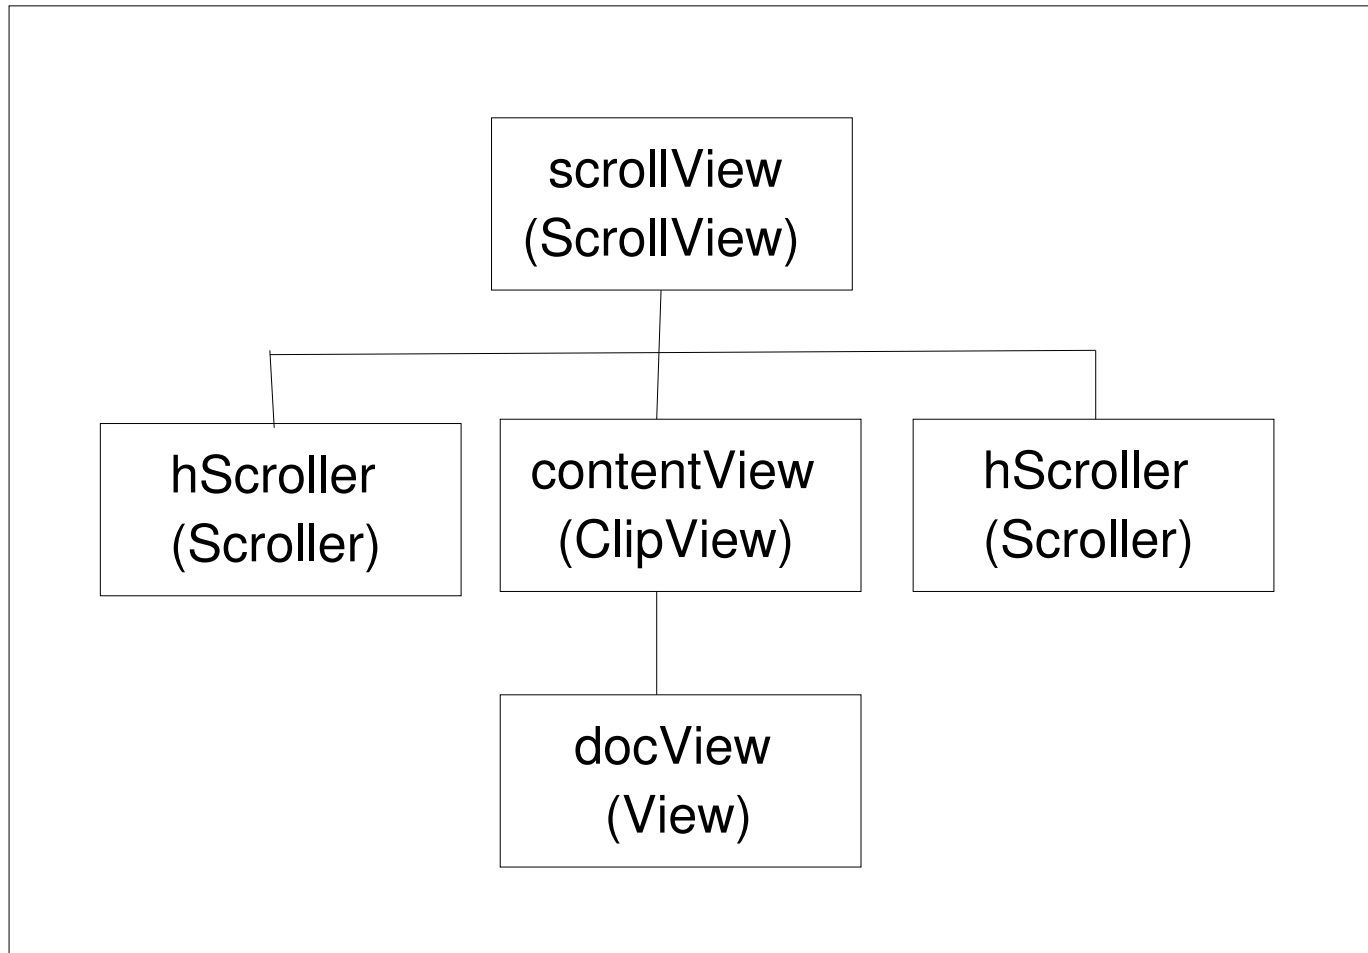 scrollView
(ScrollView)
hScroller
(Scroller)
contentView
(ClipView)
hScroller
(Scroller)
docView
(View)